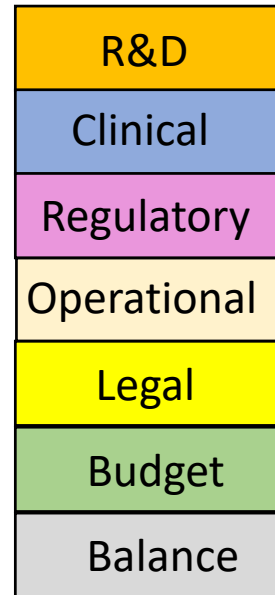 R&D
Clinical
Regulatory
Operational
Legal
Budget
Balance